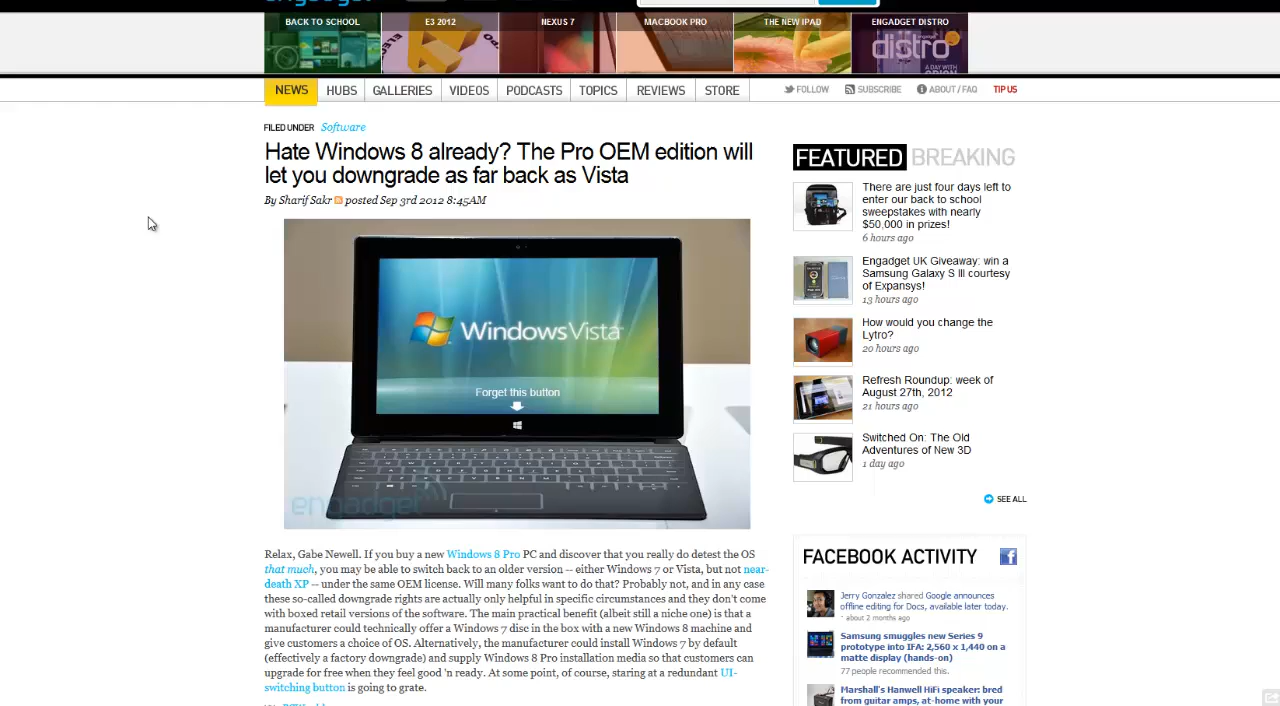 engadget
BACK TO SCHOOL
E3 2012
NEXUS 7
MACBOOK PRO
THE NEW IPAD
ENGADGET DISTRO
distro
A DAY WITH
NEWS
HUBS
GALLERIES
VIDEOS
PODCASTS
TOPICS
REVIEWS
STORE
FOLLOW
SUBSCRIBE
ABOUT / FAQ
TIP US
FILED UNDER Software
Hate Windows 8 already? The Pro OEM edition will
let you downgrade as far back as Vista
By Sharif Sakr posted Sep 3rd 2012 8:45AM
WindowsVista
Forget this button
engadget
Relax, Gabe Newell. If you buy a new Windows 8 Pro PC and discover that you really do detest the OS
that much, you may be able to switch back to an older version -- either Windows 7 or Vista, but not near-
death XP -- under the same OEM license. Will many folks want to do that? Probably not, and in any case
these so-called downgrade rights are actually only helpful in specific circumstances and they don't come
with boxed retail versions of the software. The main practical benefit (albeit still a niche one) is that a
manufacturer could technically offer a Windows 7 disc in the box with a new Windows 8 machine and
give customers a choice of OS. Alternatively, the manufacturer could install Windows 7 by default
(effectively a factory downgrade) and supply Windows 8 Pro installation media so that customers can
upgrade for free when they feel good 'n ready. At some point, of course, staring at a redundant UI-
switching button is going to grate.
FEATURED BREAKING
There are just four days left to
enter our back to school
sweepstakes with nearly
$50,000 in prizes!
6 hours ago
Engadget UK Giveaway: win a
Samsung Galaxy S III courtesy
of Expansys!
13 hours ago
How would you change the
Lytro?
20 hours ago
Refresh Roundup: week of
August 27th, 2012
21 hours ago
Switched On: The Old
Adventures of New 3D
1 day ago
SEE ALL
FACEBOOK ACTIVITY
Jerry Gonzalez shared Google announces
offline editing for Docs, available later today.
· about 2 months ago
Samsung smuggles new Series 9
prototype into IFA: 2,560 x 1,440 on a
matte display (hands-on)
77 people recommended this.
Marshall's Hanwell HiFi speaker: bred
from guitar amps, at-home with your